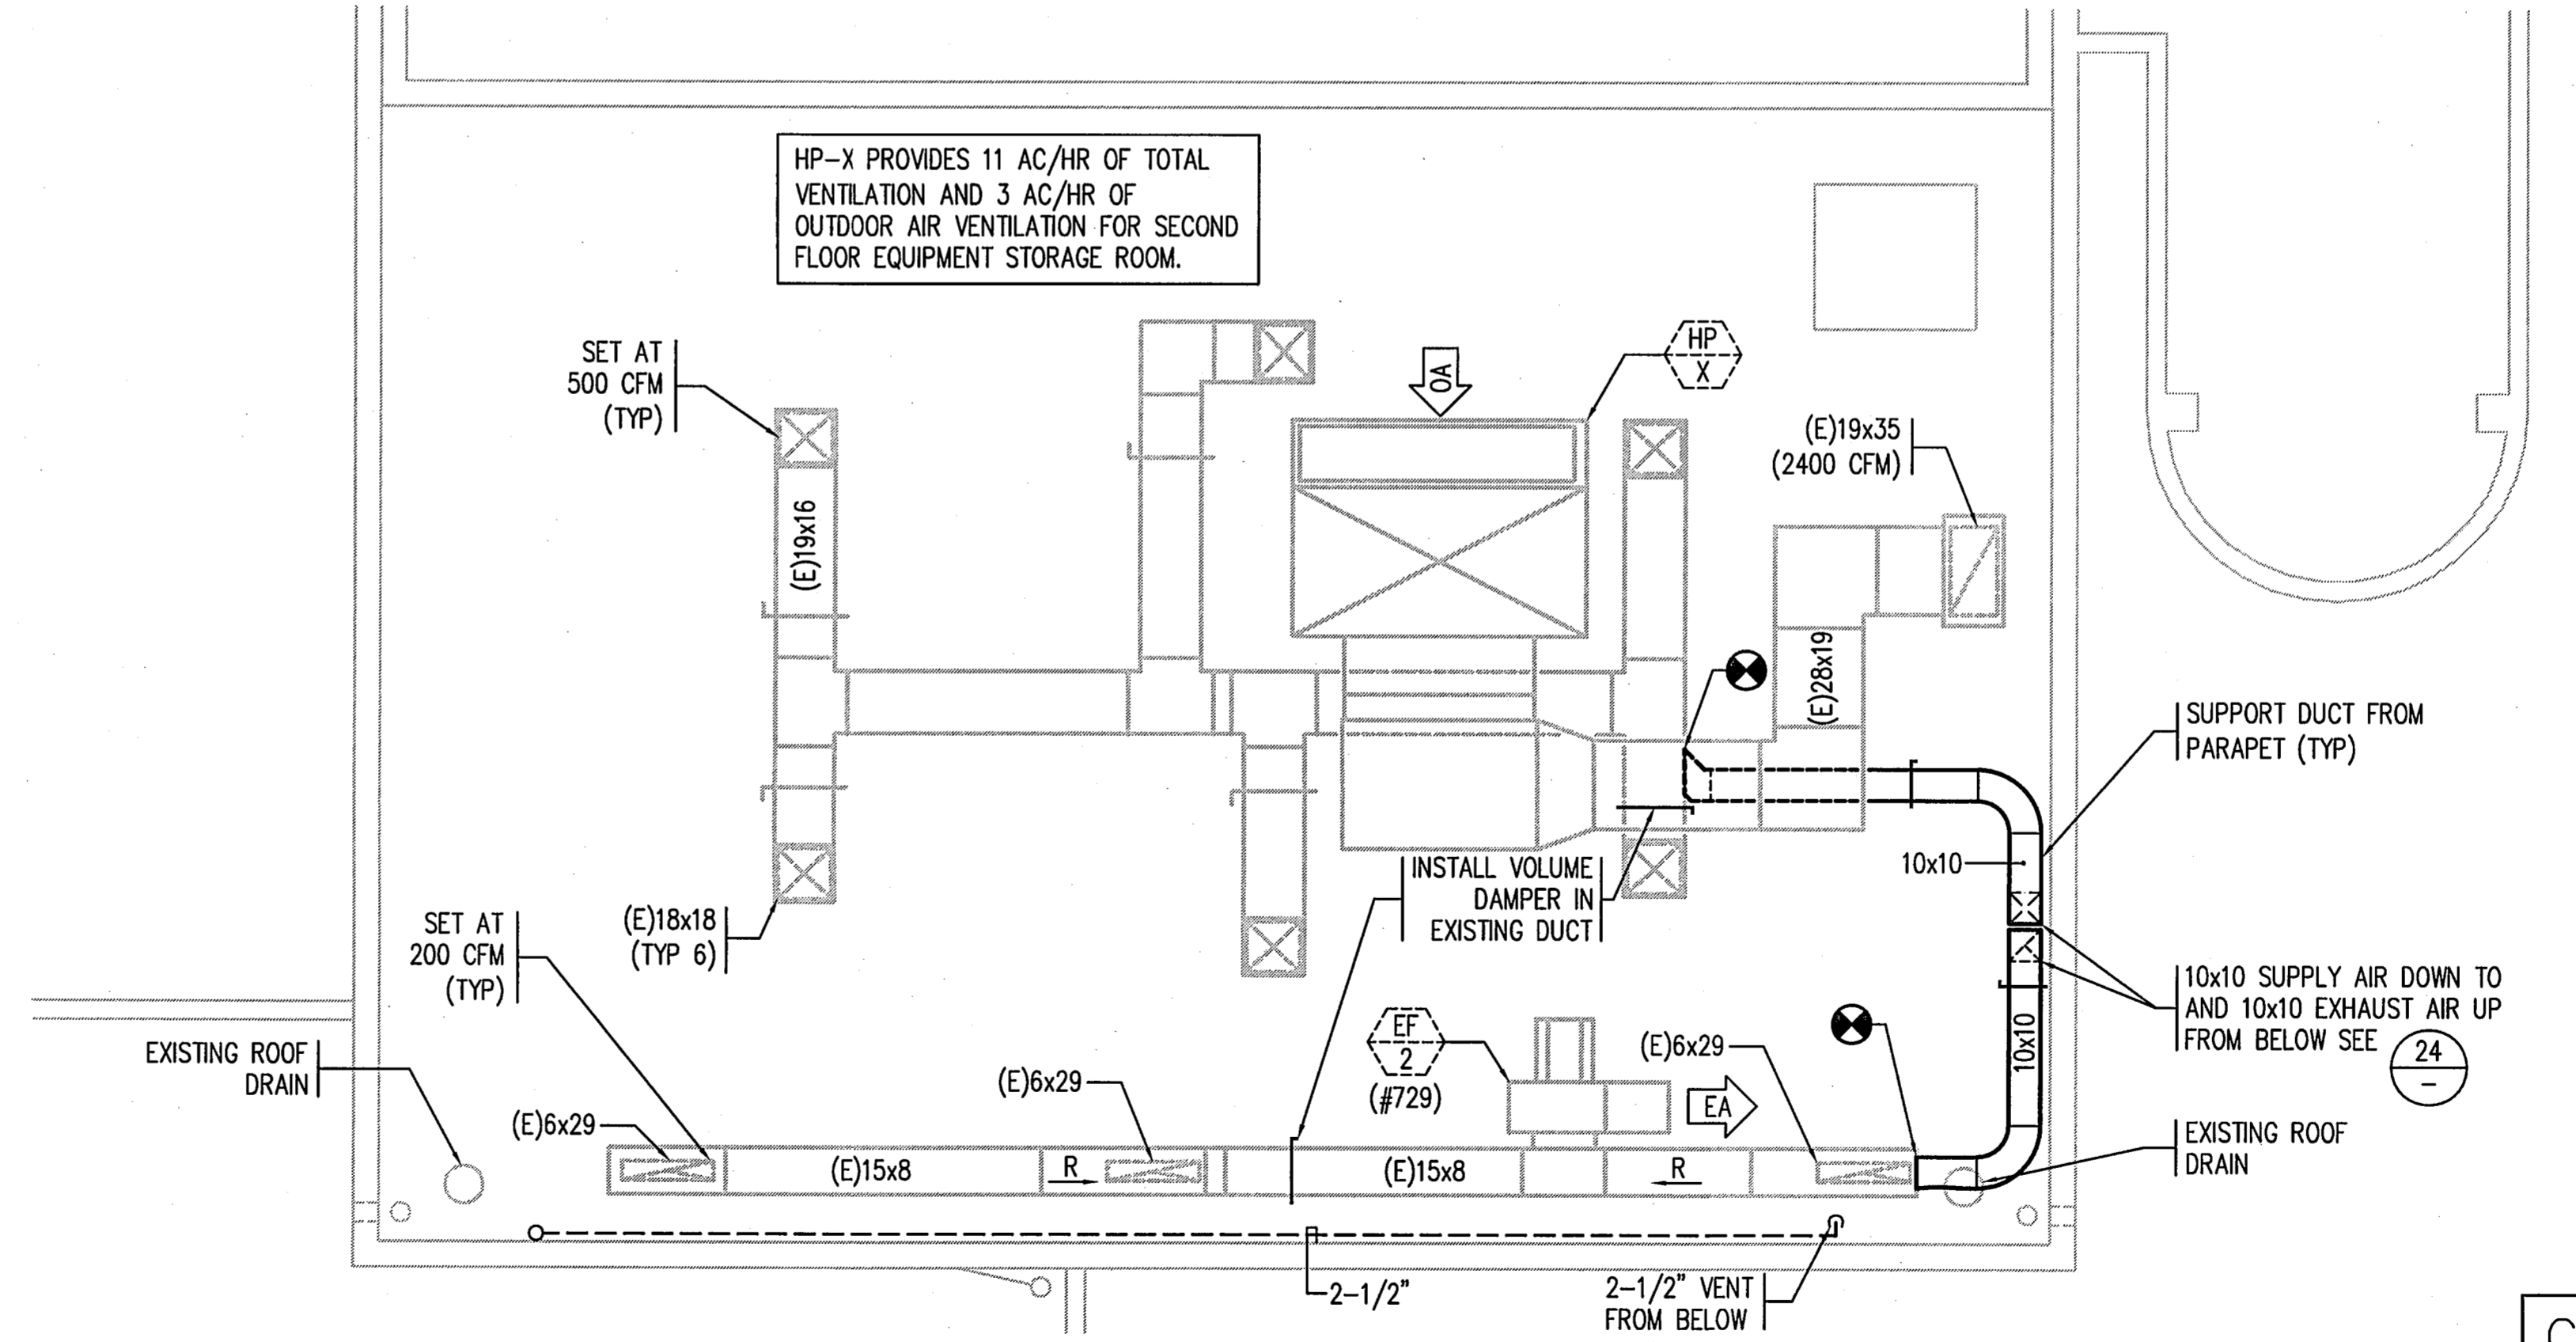 HP-X PROVIDES 11 AC/HR OF TOTAL
VENTILATION AND 3 AC/HR OF
OUTDOOR AIR VENTILATION FOR SECOND
FLOOR EQUIPMENT STORAGE ROOM.
SET AT
500 CFM
(TYP)
OA
HP
X
(E)19x35
(2400 CFM)
(E)19x16
(E)28x19
SUPPORT DUCT FROM
PARAPET (TYP)
10x10
INSTALL VOLUME
DAMPER IN
EXISTING DUCT
(E)18x18
(TYP 6)
SET AT
200 CFM
(TYP)
10x10 SUPPLY AIR DOWN TO
AND 10x10 EXHAUST AIR UP
FROM BELOW SEE
24
-
10x10
EF
2
(#729)
EA
(E)6x29
EXISTING ROOF
DRAIN
(E)6x29
(E)6x29
EXISTING ROOF
DRAIN
(E)15x8
R
(E)15x8
R
2-1/2"
2-1/2" VENT
FROM BELOW